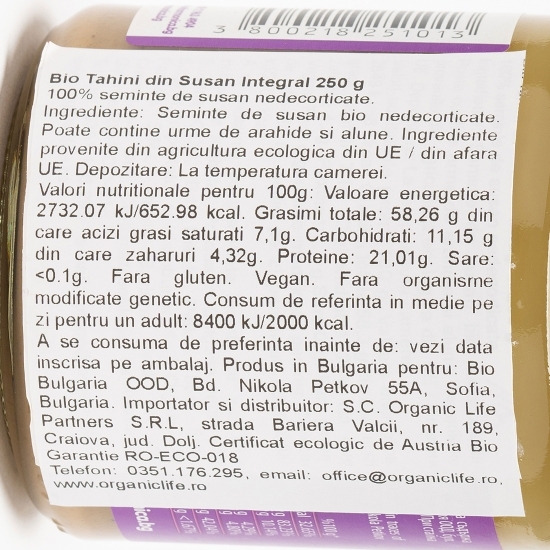 3 800218 251013
Bio Tahini din Susan Integral 250 g
100% seminte de susan nedecorticate.
Ingrediente: Seminte de susan bio nedecorticate.
Poate contine urme de arahide si alune. Ingrediente
provenite din agricultura ecologica din UE / din afara
UE. Depozitare: La temperatura camerei.
Valori nutritionale pentru 100g: Valoare energetica:
2732.07 kJ/652.98 kcal. Grasimi totale: 58,26 g din
care acizi grasi saturati 7,1g. Carbohidrati: 11,15 g
din care zaharuri 4,32g. Proteine: 21,01g. Sare:
<0.1g. Fara gluten. Vegan. Fara organisme
modificate genetic. Consum de referinta in medie pe
zi pentru un adult: 8400 kJ/2000 kcal.
A se consuma de preferinta inainte de: vezi data
inscrisa pe ambalaj. Produs in Bulgaria pentru: Bio
Bulgaria OOD, Bd. Nikola Petkov 55A, Sofia,
Bulgaria. Importator si distribuitor: S.C. Organic Life
Partners S.R.L, strada Bariera Valcii, nr. 189,
Craiova, jud. Dolj. Certificat ecologic de Austria Bio
Garantie RO-ECO-018
Telefon: 0351.176.295, email: office@organiclife.ro,
www.organiclife.ro